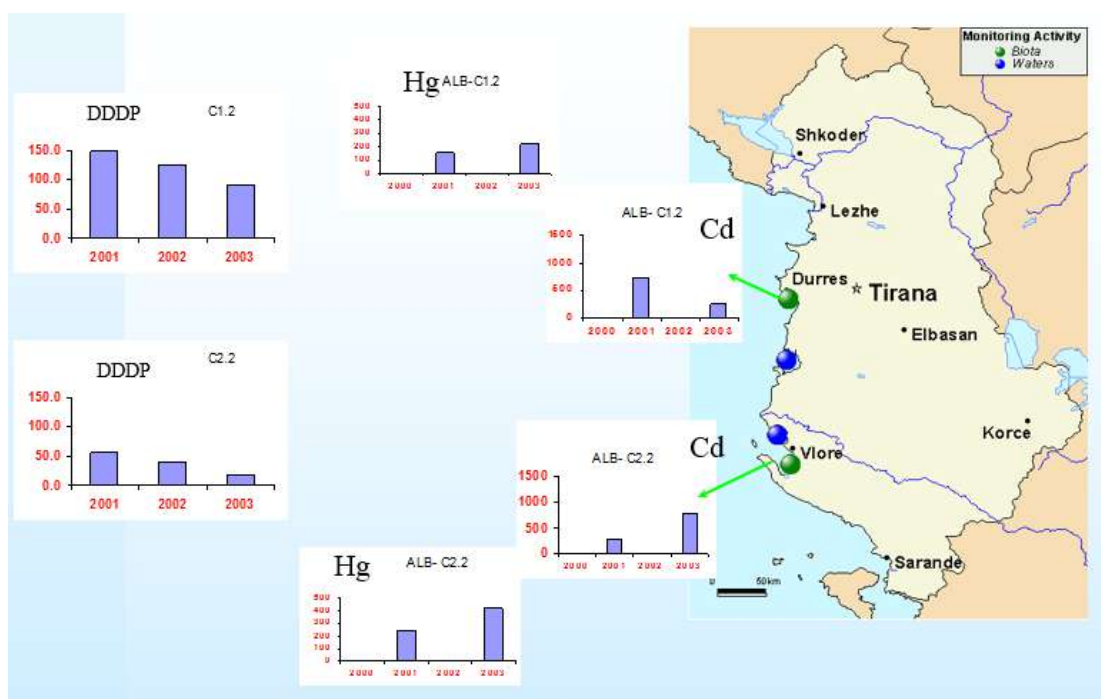 DDDP C1.2
150.0
100.0
50.0
0.0
2001 2002 2003
Hg ALB-C1.2
500
400
300
200
100
0
2000 2001 2002 2003
ALB- C1.2 Cd
1500
1000
500
0
2000 2001 2002 2003
DDDP C2.2
150.0
100.0
50.0
0.0
2001 2002 2003
ALB- C2.2 Cd
1500
1000
500
0
2000 2001 2002 2003
Hg ALB- C2.2
500
400
300
200
100
0
2000 2001 2002 2003
Monitoring Activity
Biota
Waters
Shkoder
Lezhe
Durres
Tirana
Elbasan
Korce
Vlore
Sarande
0 50km